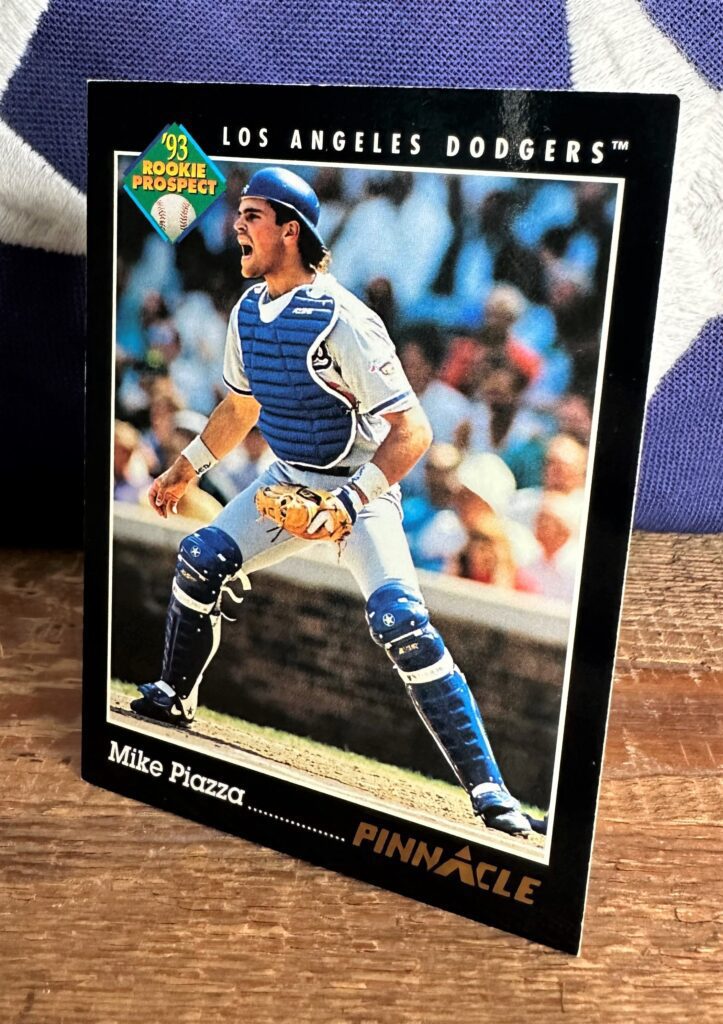 LOS ANGELES DODGERS™
'93
ROOKIE
PROSPECT
Mike Piazza
PINNACLE